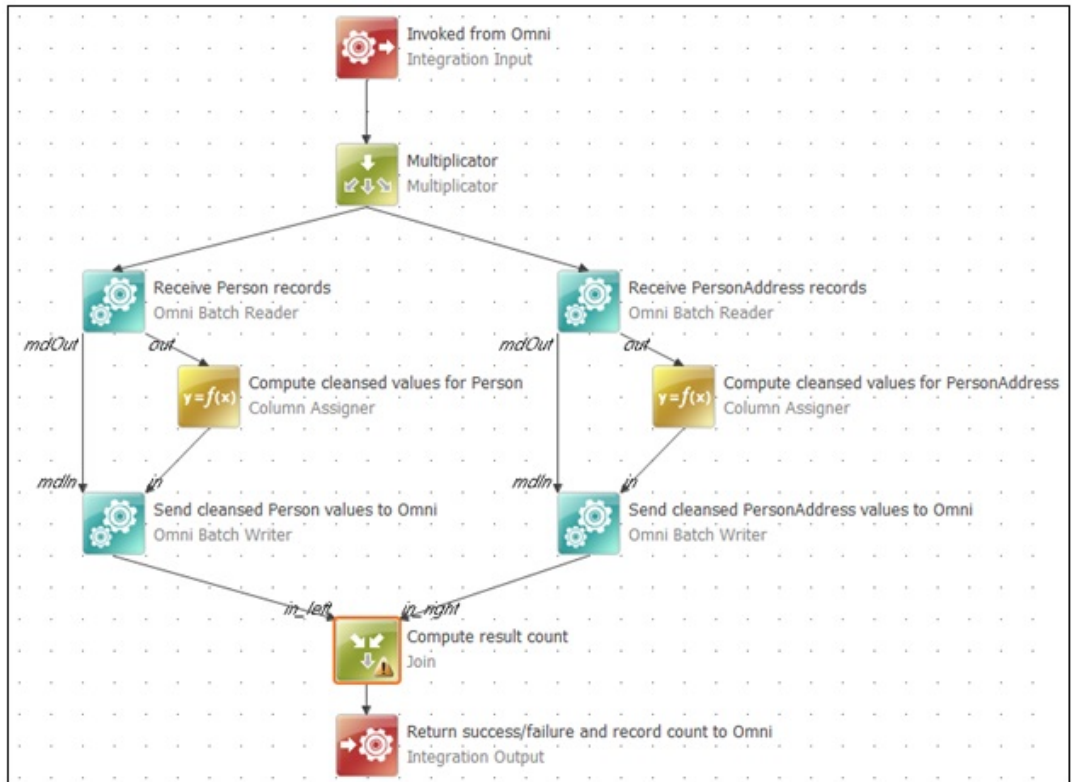 Invoked from Omni
Integration Input
Multiplicator
Multiplicator
Receive Person records
Omni Batch Reader
Receive PersonAddress records
Omni Batch Reader
mdOut
out
mdOut
out
y=f(x)
Compute cleansed values for Person
Column Assigner
y=f(x)
Compute cleansed values for PersonAddress
Column Assigner
mdIn
in
mdIn
in
Send cleansed Person values to Omni
Omni Batch Writer
Send cleansed PersonAddress values to Omni
Omni Batch Writer
in_left
in_right
Compute result count
Join
Return success/failure and record count to Omni
Integration Output